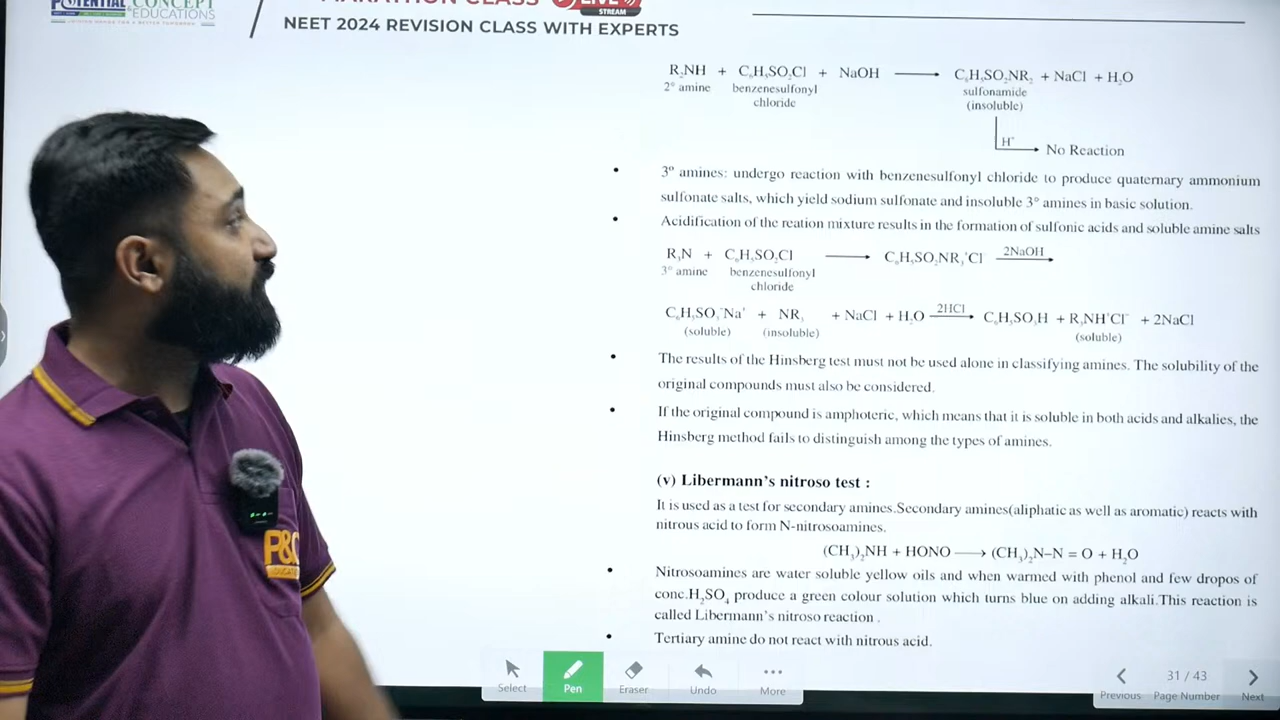 POTENTIAL CONCEPT
EDUCATIONS
MARATHON CLASS LIVE
STREAM
NEET 2024 REVISION CLASS WITH EXPERTS
R₂NH + C₆H₅SO₂Cl + NaOH ⟶ C₆H₅SO₂NR₂ + NaCl + H₂O
2° amine benzenesulfonyl chloride sulfonamide (insoluble)
H⁺ ⟶ No Reaction
• 3° amines: undergo reaction with benzenesulfonyl chloride to produce quaternary ammonium
sulfonate salts, which yield sodium sulfonate and insoluble 3° amines in basic solution.
• Acidification of the reation mixture results in the formation of sulfonic acids and soluble amine salts
R₃N + C₆H₅SO₂Cl ⟶ C₆H₅SO₂NR₃⁺Cl⁻ 2NaOH ⟶
3° amine benzenesulfonyl chloride
C₆H₅SO₃⁻Na⁺ + NR₃ + NaCl + H₂O 2HCl ⟶ C₆H₅SO₃H + R₃NH⁺Cl⁻ + 2NaCl
(soluble) (insoluble) (soluble)
• The results of the Hinsberg test must not be used alone in classifying amines. The solubility of the
original compounds must also be considered.
• If the original compound is amphoteric, which means that it is soluble in both acids and alkalies, the
Hinsberg method fails to distinguish among the types of amines.
(v) Libermann's nitroso test :
It is used as a test for secondary amines.Secondary amines(aliphatic as well as aromatic) reacts with
nitrous acid to form N-nitrosoamines.
(CH₃)₂NH + HONO ⟶ (CH₃)₂N–N = O + H₂O
• Nitrosoamines are water soluble yellow oils and when warmed with phenol and few dropos of
conc.H₂SO₄ produce a green colour solution which turns blue on adding alkali.This reaction is
called Libermann's nitroso reaction .
• Tertiary amine do not react with nitrous acid.
Select Pen Eraser Undo More
Previous 31 / 43 Page Number Next
P&C
EDUCATIONS